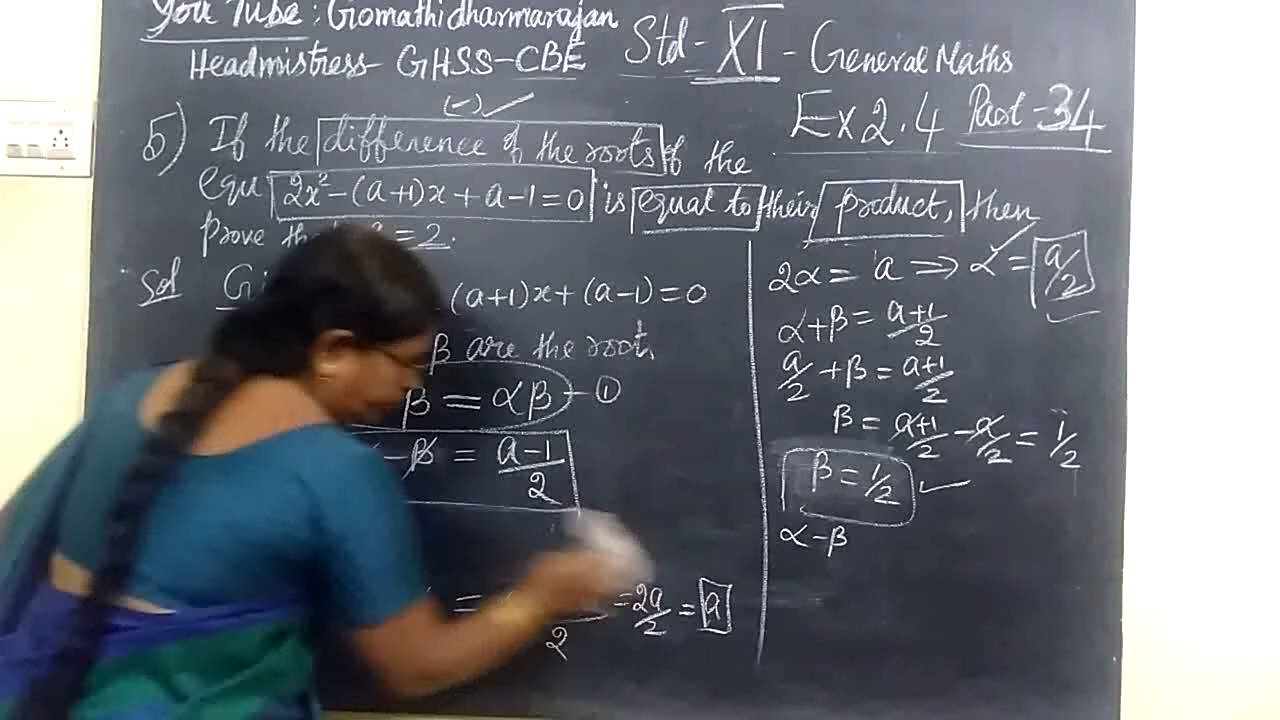 You Tube : Gomathidharmarajan
Headmistress - GHSS-CBE Std - XI - General Maths
(-) ✓
Ex 2.4 Part - 34
5) If the difference of the roots of the
equ 2x² - (a+1)x + a-1 = 0 is equal to their product, then
prove = 2.
Sol (a+1)x + (a-1) = 0
β are the root
β = αβ - ①
-β = a-1/2
= 2 = 2a/2 = a
2α = a ⇒ α = a/2
α+β = a+1/2
a/2 + β = a+1/2
β = a+1/2 - a/2 = 1/2
β = 1/2 ✓
α-β